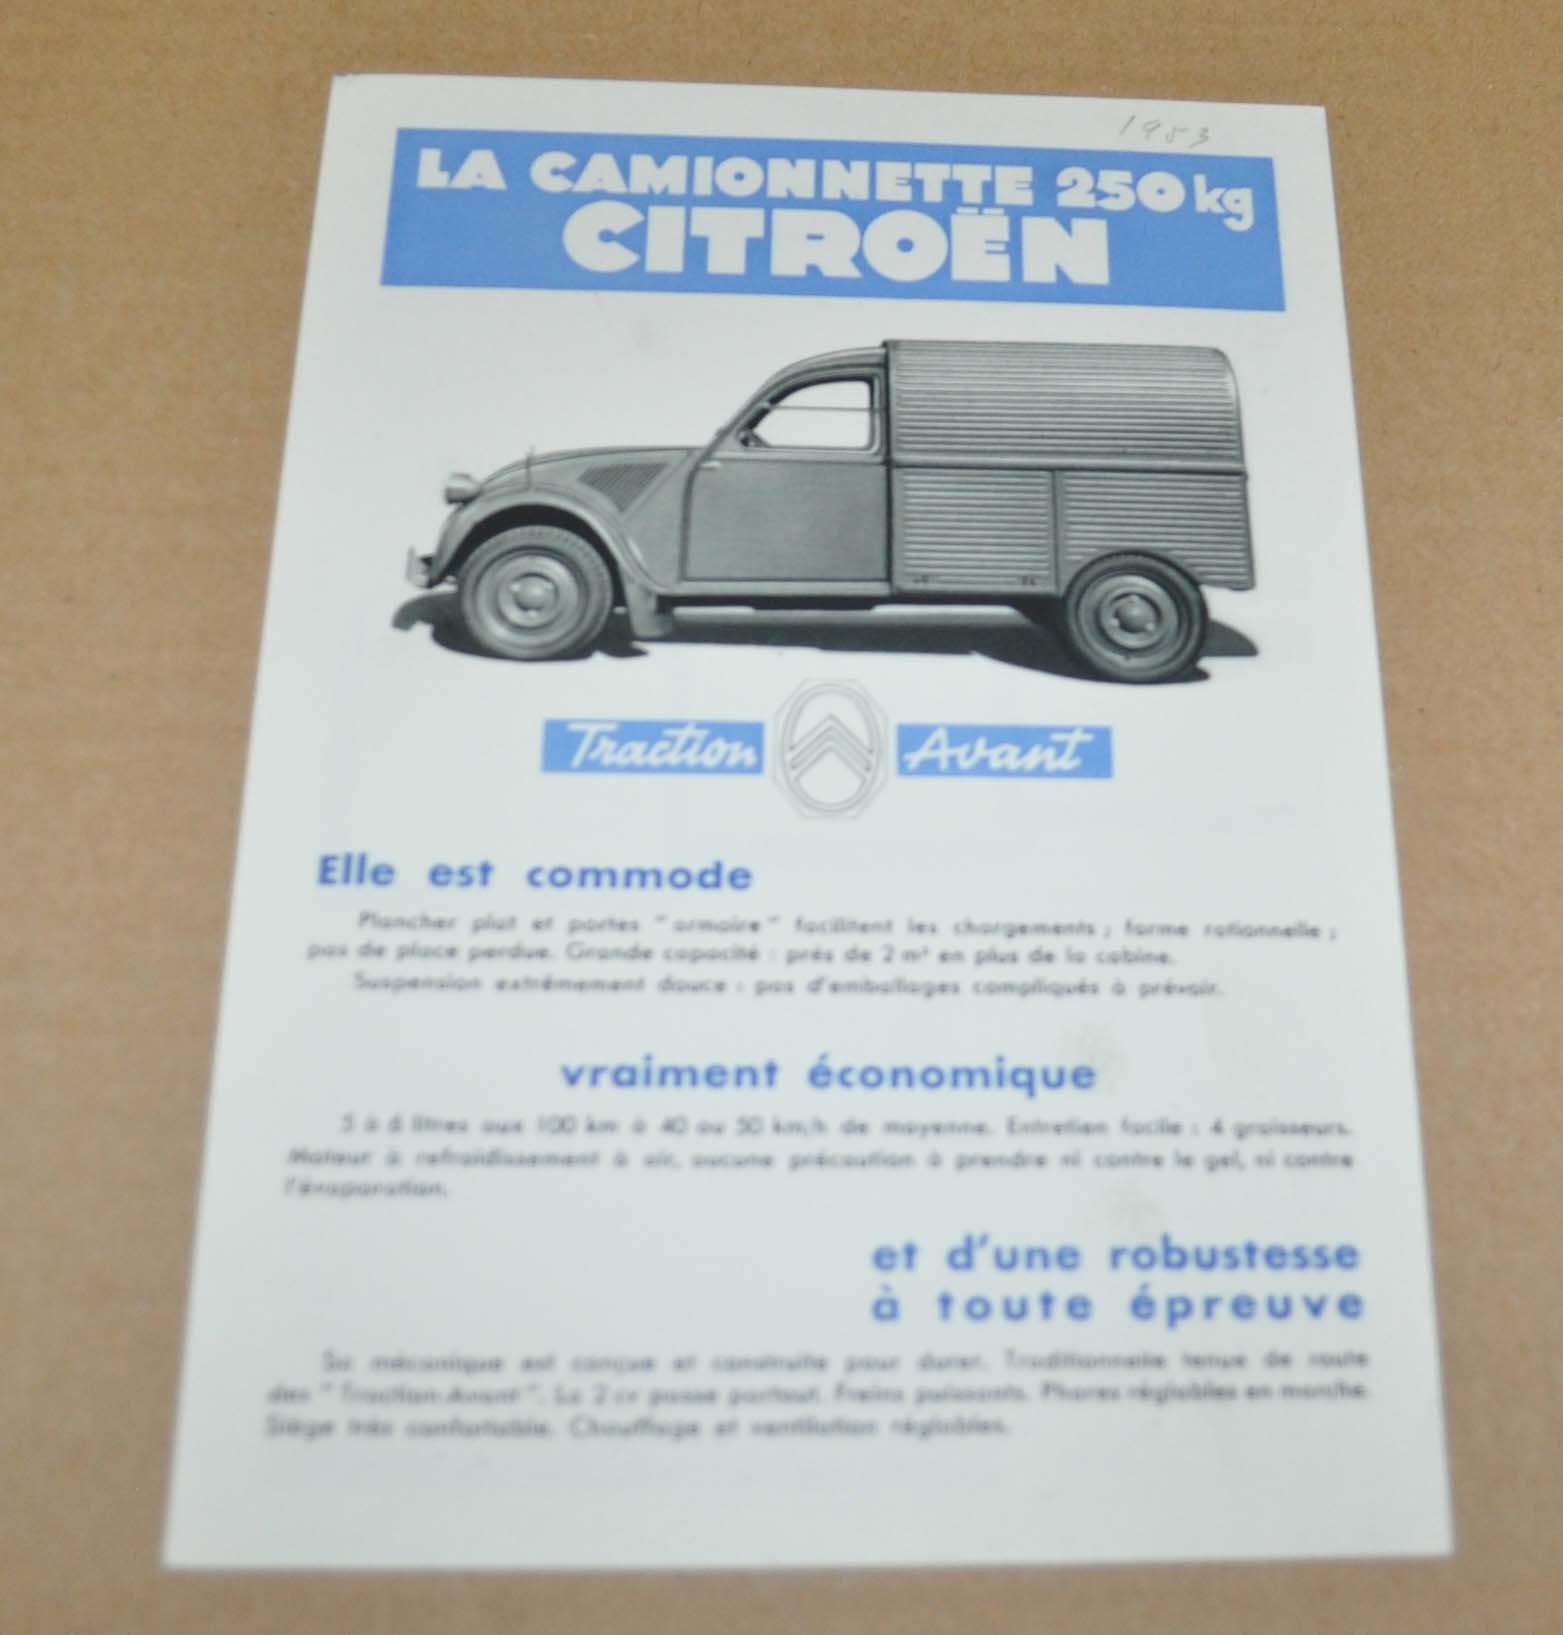 1953
LA CAMIONNETTE 250 kg
CITROËN
Traction Avant
Elle est commode
Plancher plat et portes "armoire" facilitent les chargements ; forme rationnelle ;
pas de place perdue. Grande capacité : près de 2 m³ en plus de la cabine.
Suspension extrêmement douce : pas d'emballages compliqués à prévoir.
vraiment économique
5 à 6 litres aux 100 km à 40 ou 50 km/h de moyenne. Entretien facile : 4 graisseurs.
Moteur à refroidissement à air, aucune précaution à prendre ni contre le gel, ni contre
l'évaporation.
et d'une robustesse
à toute épreuve
Sa mécanique est conçue et construite pour durer. Traditionnelle tenue de route
des "Traction-Avant". La 2 cv passe partout. Freins puissants. Phares réglables en marche.
Siège très confortable. Chauffage et ventilation réglables.